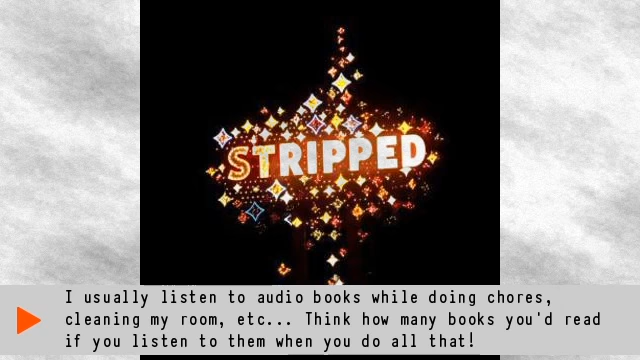 STRIPPED
I usually listen to audio books while doing chores,
cleaning my room, etc... Think how many books you'd read
if you listen to them when you do all that!